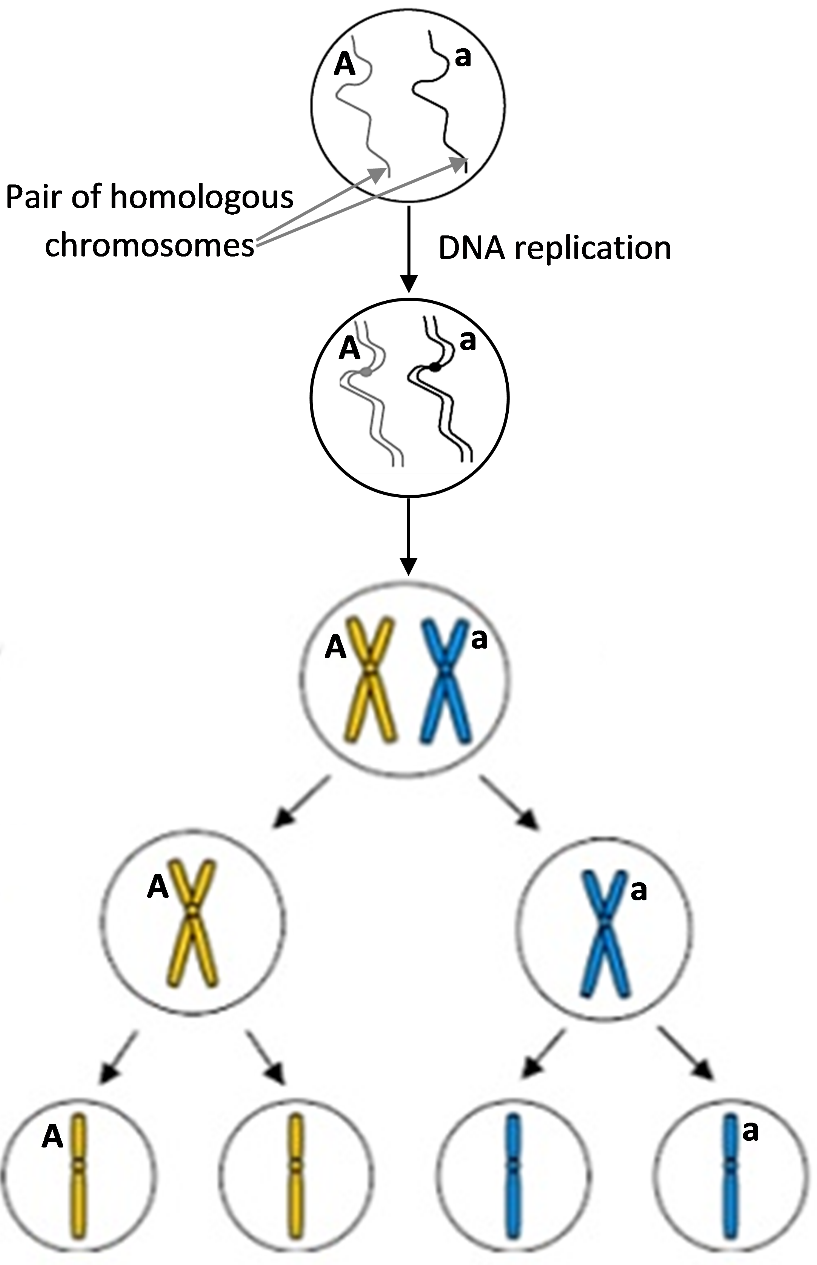 A a
Pair of homologous
chromosomes
DNA replication
A a
A a
A
a
A a